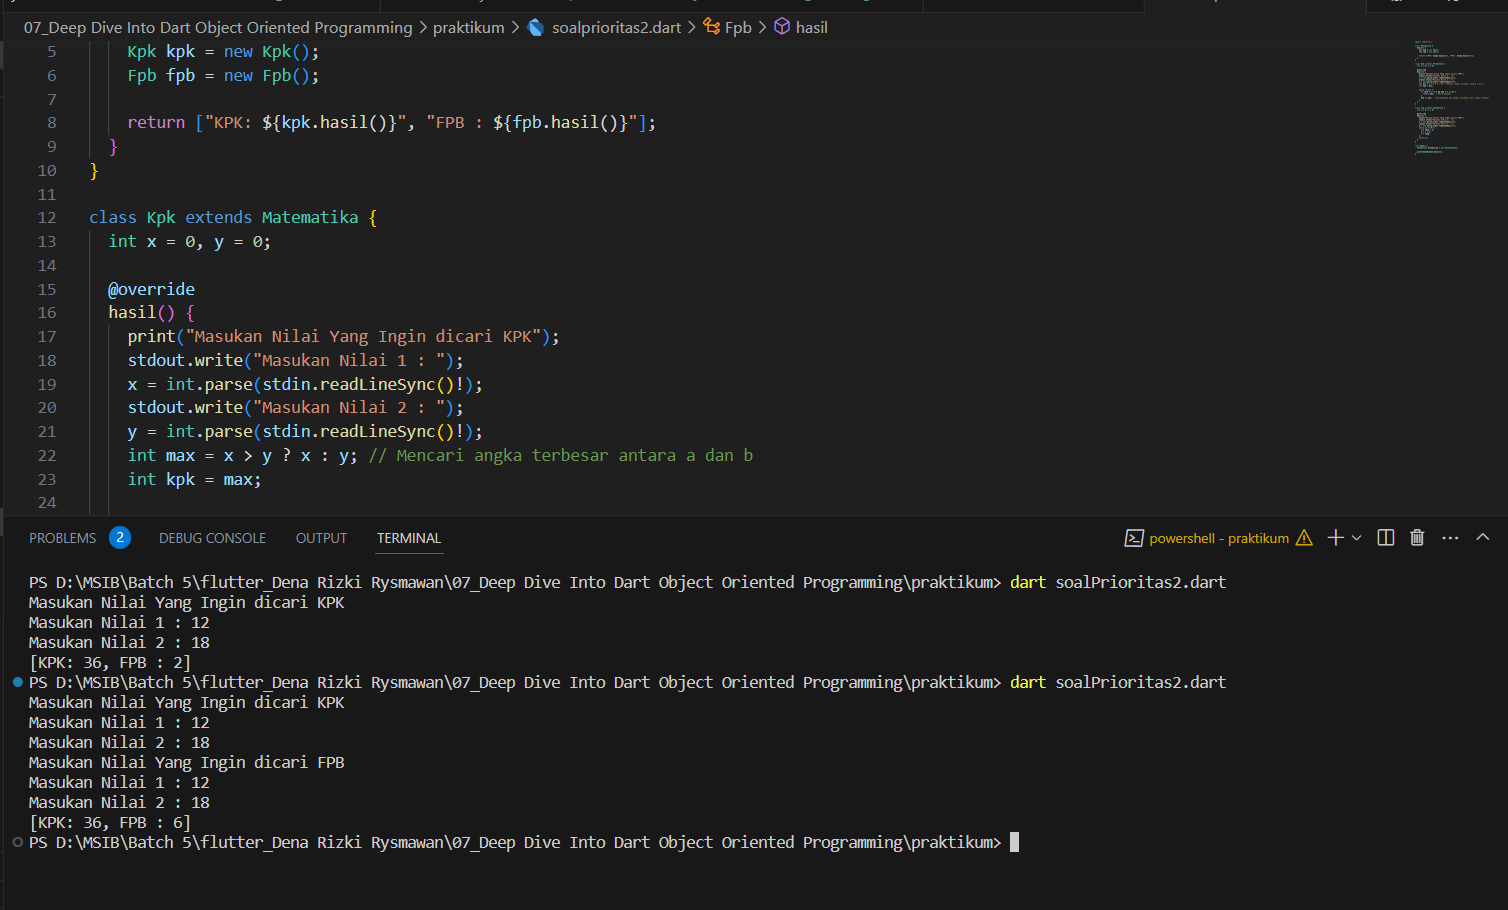 07_Deep Dive Into Dart Object Oriented Programming > praktikum > soalprioritas2.dart > Fpb > hasil
5 Kpk kpk = new Kpk();
6 Fpb fpb = new Fpb();
7
8 return ["KPK: ${kpk.hasil()}", "FPB : ${fpb.hasil()}"];
9 }
10 }
11
12 class Kpk extends Matematika {
13 int x = 0, y = 0;
14
15 @override
16 hasil() {
17 print("Masukan Nilai Yang Ingin dicari KPK");
18 stdout.write("Masukan Nilai 1 : ");
19 x = int.parse(stdin.readLineSync()!);
20 stdout.write("Masukan Nilai 2 : ");
21 y = int.parse(stdin.readLineSync()!);
22 int max = x > y ? x : y; // Mencari angka terbesar antara a dan b
23 int kpk = max;
24
PROBLEMS 2 DEBUG CONSOLE OUTPUT TERMINAL powershell - praktikum
PS D:\MSIB\Batch 5\flutter_Dena Rizki Rysmawan\07_Deep Dive Into Dart Object Oriented Programming\praktikum> dart soalPrioritas2.dart
Masukan Nilai Yang Ingin dicari KPK
Masukan Nilai 1 : 12
Masukan Nilai 2 : 18
[KPK: 36, FPB : 2]
PS D:\MSIB\Batch 5\flutter_Dena Rizki Rysmawan\07_Deep Dive Into Dart Object Oriented Programming\praktikum> dart soalPrioritas2.dart
Masukan Nilai Yang Ingin dicari KPK
Masukan Nilai 1 : 12
Masukan Nilai 2 : 18
Masukan Nilai Yang Ingin dicari FPB
Masukan Nilai 1 : 12
Masukan Nilai 2 : 18
[KPK: 36, FPB : 6]
PS D:\MSIB\Batch 5\flutter_Dena Rizki Rysmawan\07_Deep Dive Into Dart Object Oriented Programming\praktikum>